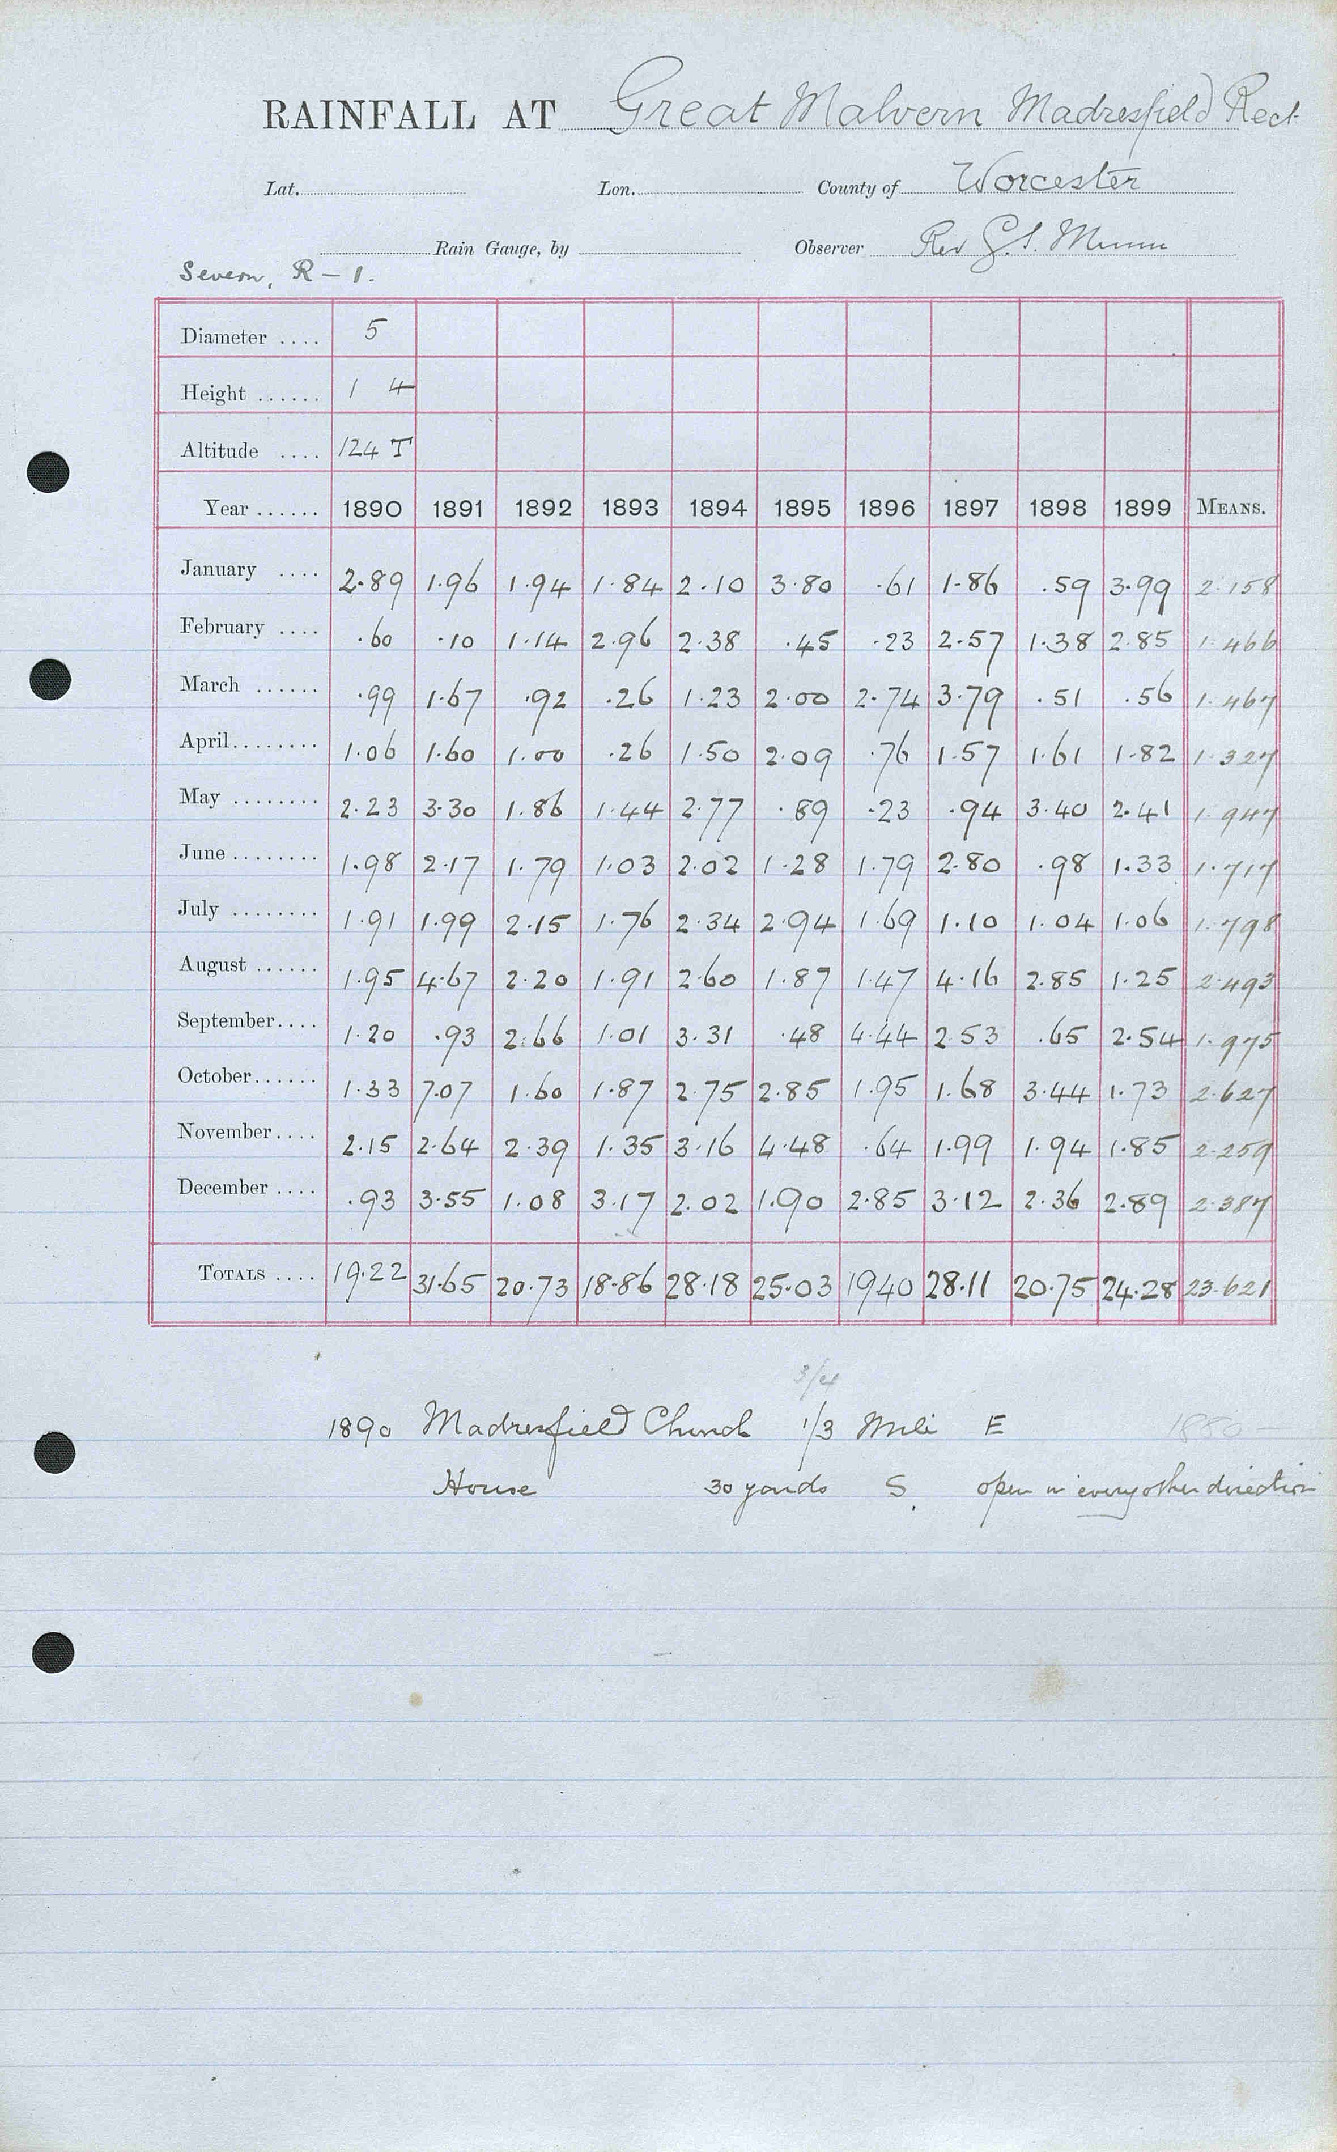 RAINFALL AT Great Malvern Madresfield Rect
Lat. Lon. County of Worcester
Rain Gauge, by Observer Rev G.S. Munn
Severn, R - 1.
Diameter .... 5
Height ...... 1 4
Altitude .... 124 T
Year ...... 1890 1891 1892 1893 1894 1895 1896 1897 1898 1899 MEANS.
January .... 2.89 1.96 1.94 1.84 2.10 3.80 .61 1.86 .59 3.99 2.158
February .... .60 .10 1.14 2.96 2.38 .45 .23 2.57 1.38 2.85 1.466
March ...... .99 1.67 .92 .26 1.23 2.00 2.74 3.79 .51 .56 1.467
April ........ 1.06 1.60 1.00 .26 1.50 2.09 .76 1.57 1.61 1.82 1.327
May ........ 2.23 3.30 1.86 1.44 2.77 .89 .23 .94 3.40 2.41 1.947
June ........ 1.98 2.17 1.79 1.03 2.02 1.28 1.79 2.80 .98 1.33 1.717
July ........ 1.91 1.99 2.15 1.76 2.34 2.94 1.69 1.10 1.04 1.06 1.798
August ...... 1.95 4.67 2.20 1.91 2.60 1.87 1.47 4.16 2.85 1.25 2.493
September .... 1.20 .93 2.66 1.01 3.31 .48 4.44 2.53 .65 2.54 1.975
October ...... 1.33 7.07 1.60 1.87 2.75 2.85 1.95 1.68 3.44 1.73 2.627
November .... 2.15 2.64 2.39 1.35 3.16 4.48 .64 1.99 1.94 1.85 2.259
December .... .93 3.55 1.08 3.17 2.02 1.90 2.85 3.12 2.36 2.89 2.387
TOTALS .... 19.22 31.65 20.73 18.86 28.18 25.03 1940 28.11 20.75 24.28 23.621
3/4
1890 Madresfield Church 1/3 Mile E 1880 -
House 30 yards S. open in every other direction